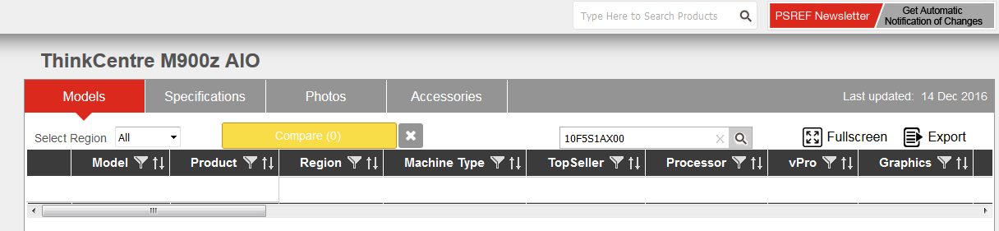 Type Here to Search Products
PSREF Newsletter
Get Automatic
Notification of Changes
ThinkCentre M900z AIO
Models Specifications Photos Accessories Last updated: 14 Dec 2016
Select Region All Compare (0) 10F5S1AX00 Fullscreen Export
Model Product Region Machine Type TopSeller Processor vPro Graphics